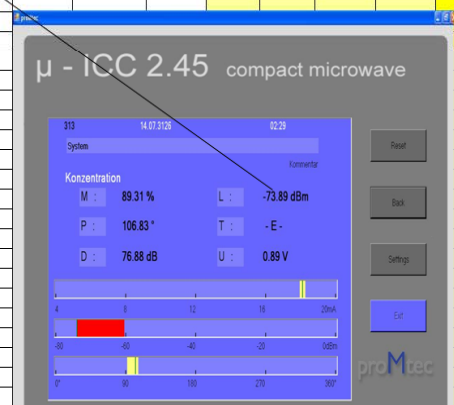 promtec
µ - ICC 2.45 compact microwave
313 14.07.3126 02:29
System
Kommentar
Konzentration
M : 89.31 % L : -73.89 dBm
P : 106.83 ° T : - E -
D : 76.88 dB U : 0.89 V
4 8 12 16 20mA
-80 -60 -40 -20 0dBm
0° 90 180 270 360°
Reset
Back
Settings
Exit
proMtec